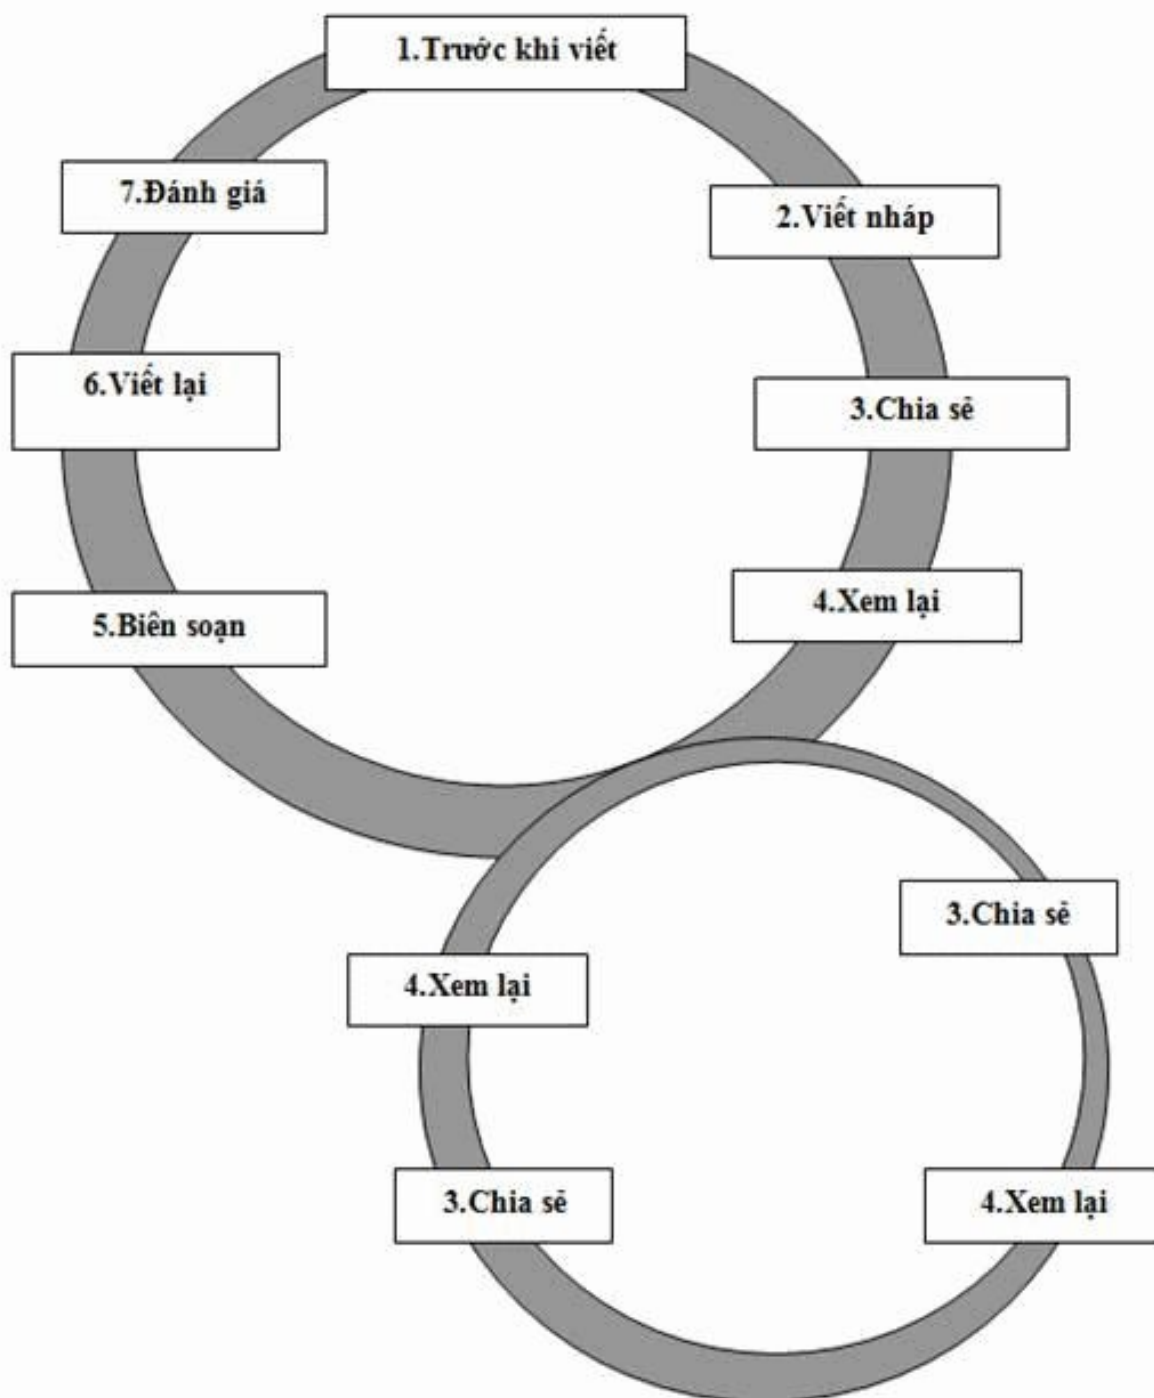 1.Trước khi viết
2.Viết nháp
3.Chia sẻ
4.Xem lại
5.Biên soạn
6.Viết lại
7.Đánh giá
3.Chia sẻ
4.Xem lại
3.Chia sẻ
4.Xem lại